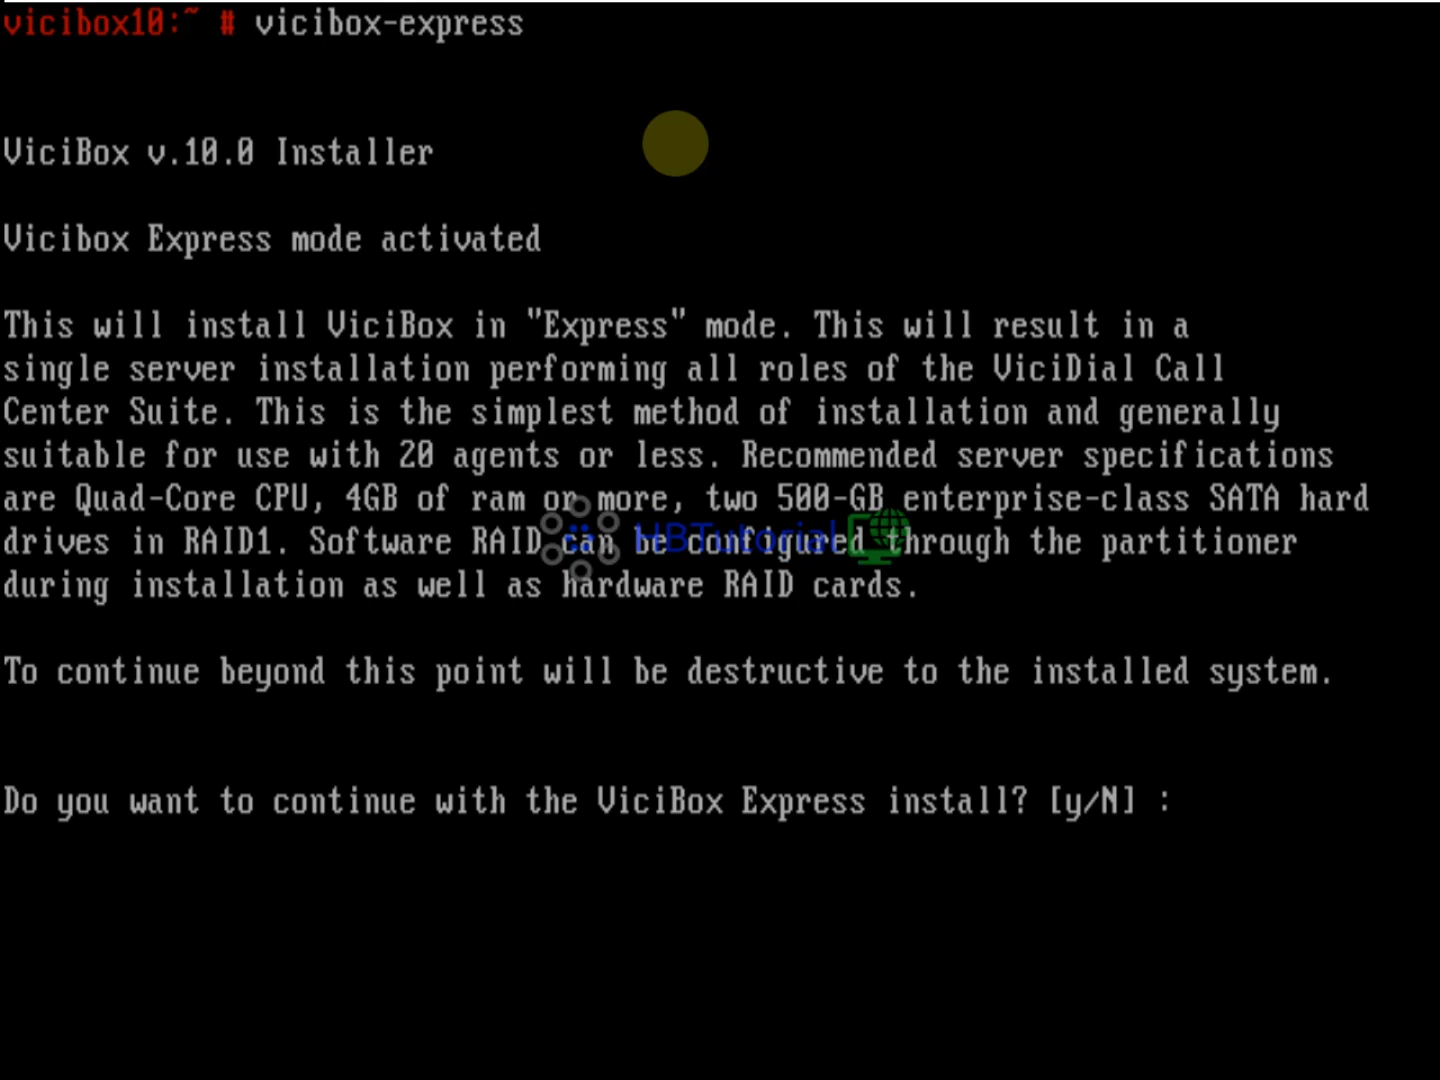 vicibox10:~ # vicibox-express
ViciBox v.10.0 Installer
Vicibox Express mode activated
This will install ViciBox in "Express" mode. This will result in a
single server installation performing all roles of the ViciDial Call
Center Suite. This is the simplest method of installation and generally
suitable for use with 20 agents or less. Recommended server specifications
are Quad-Core CPU, 4GB of ram or more, two 500-GB enterprise-class SATA hard
drives in RAID1. Software RAID can be configured through the partitioner
HBTutorial
during installation as well as hardware RAID cards.
To continue beyond this point will be destructive to the installed system.
Do you want to continue with the ViciBox Express install? [y/N] :